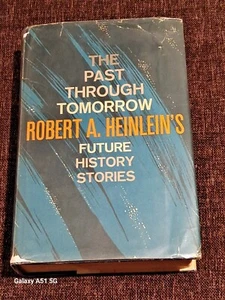 THE
PAST
THROUGH
TOMORROW
ROBERT A. HEINLEIN'S
FUTURE
HISTORY
STORIES
Galaxy A51 5G